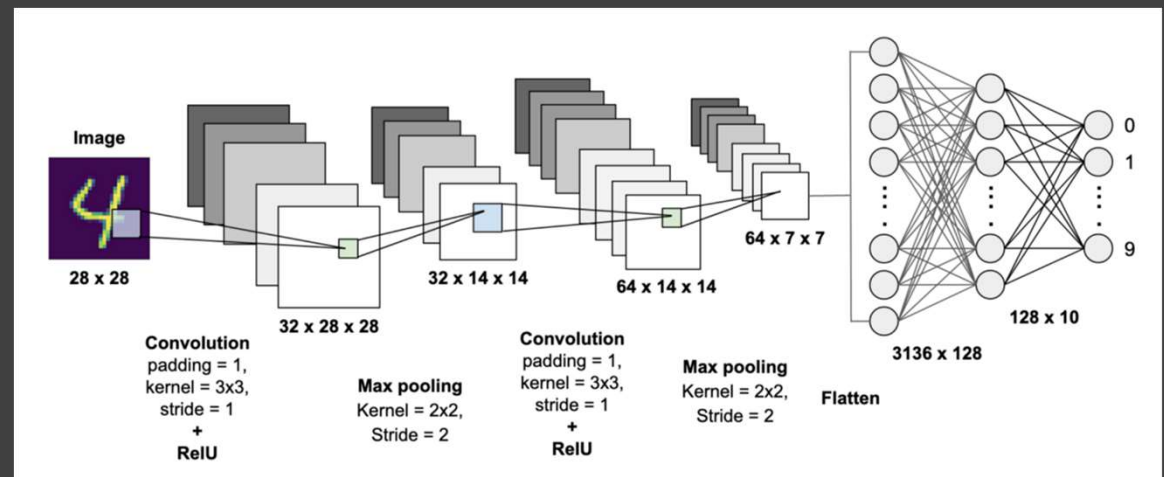 Image
28 x 28
Convolution
padding = 1,
kernel = 3x3,
stride = 1
+
RelU
32 x 28 x 28
Max pooling
Kernel = 2x2,
Stride = 2
32 x 14 x 14
Convolution
padding = 1,
kernel = 3x3,
stride = 1
+
RelU
64 x 14 x 14
Max pooling
Kernel = 2x2,
Stride = 2
64 x 7 x 7
Flatten
3136 x 128
128 x 10
0
1
9